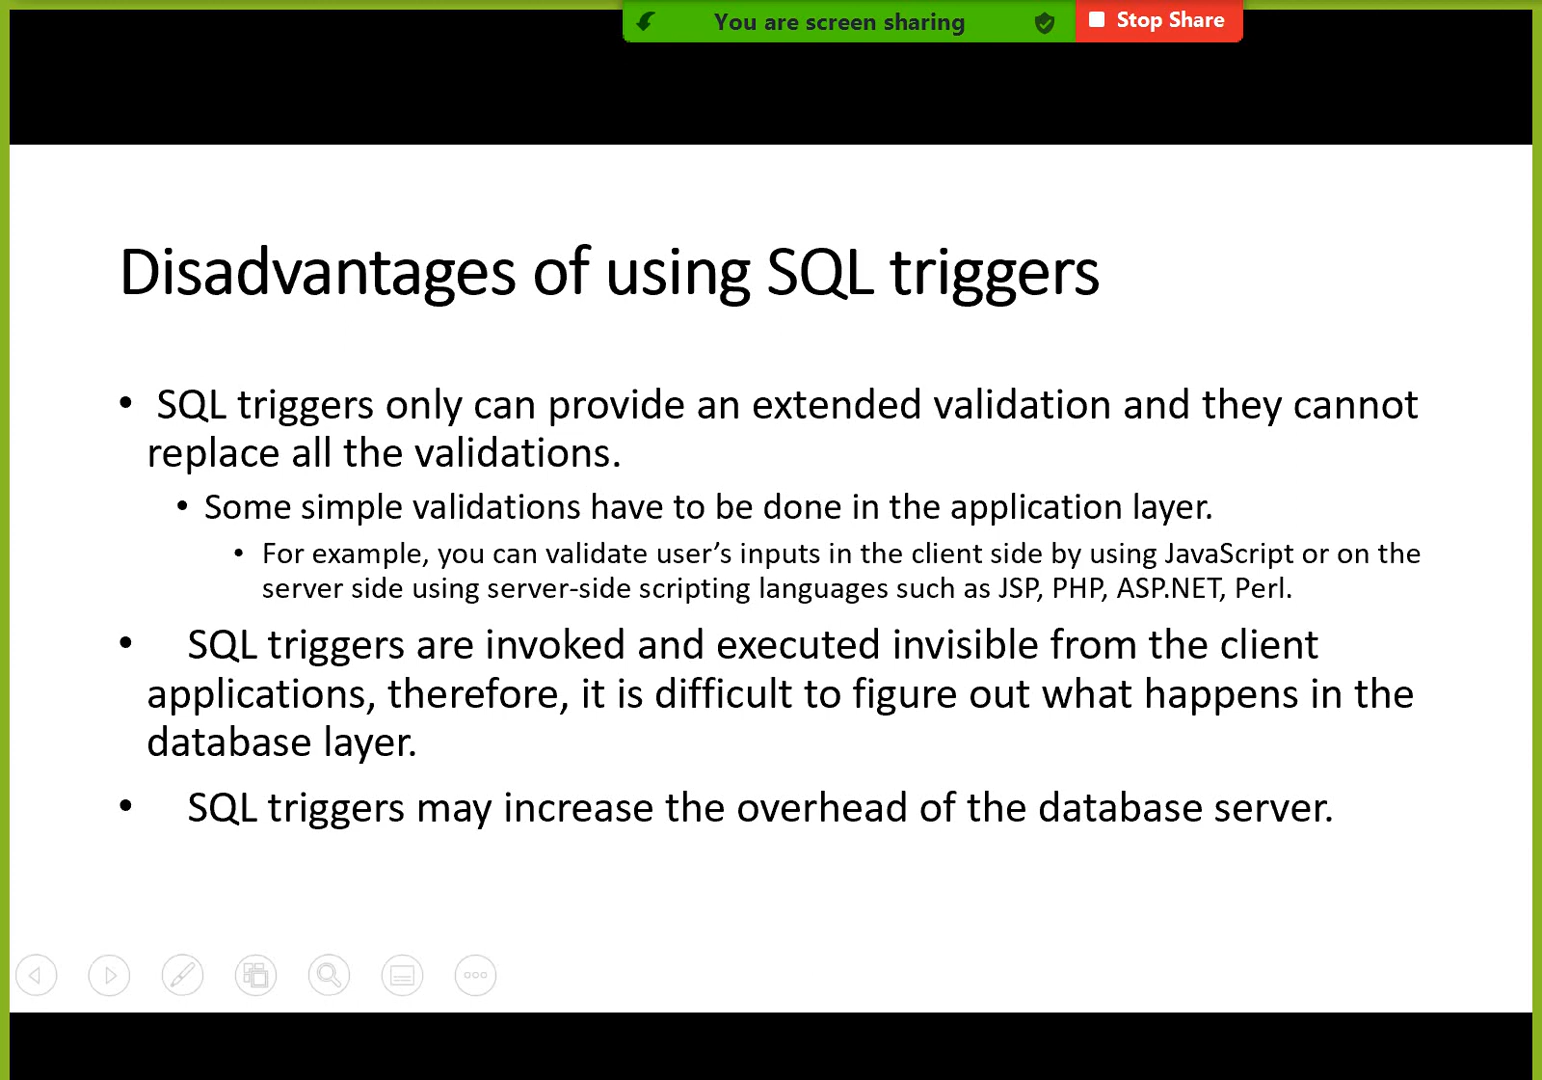 You are screen sharing
Stop Share
Disadvantages of using SQL triggers
• SQL triggers only can provide an extended validation and they cannot
replace all the validations.
• Some simple validations have to be done in the application layer.
• For example, you can validate user’s inputs in the client side by using JavaScript or on the
server side using server-side scripting languages such as JSP, PHP, ASP.NET, Perl.
• SQL triggers are invoked and executed invisible from the client
applications, therefore, it is difficult to figure out what happens in the
database layer.
• SQL triggers may increase the overhead of the database server.